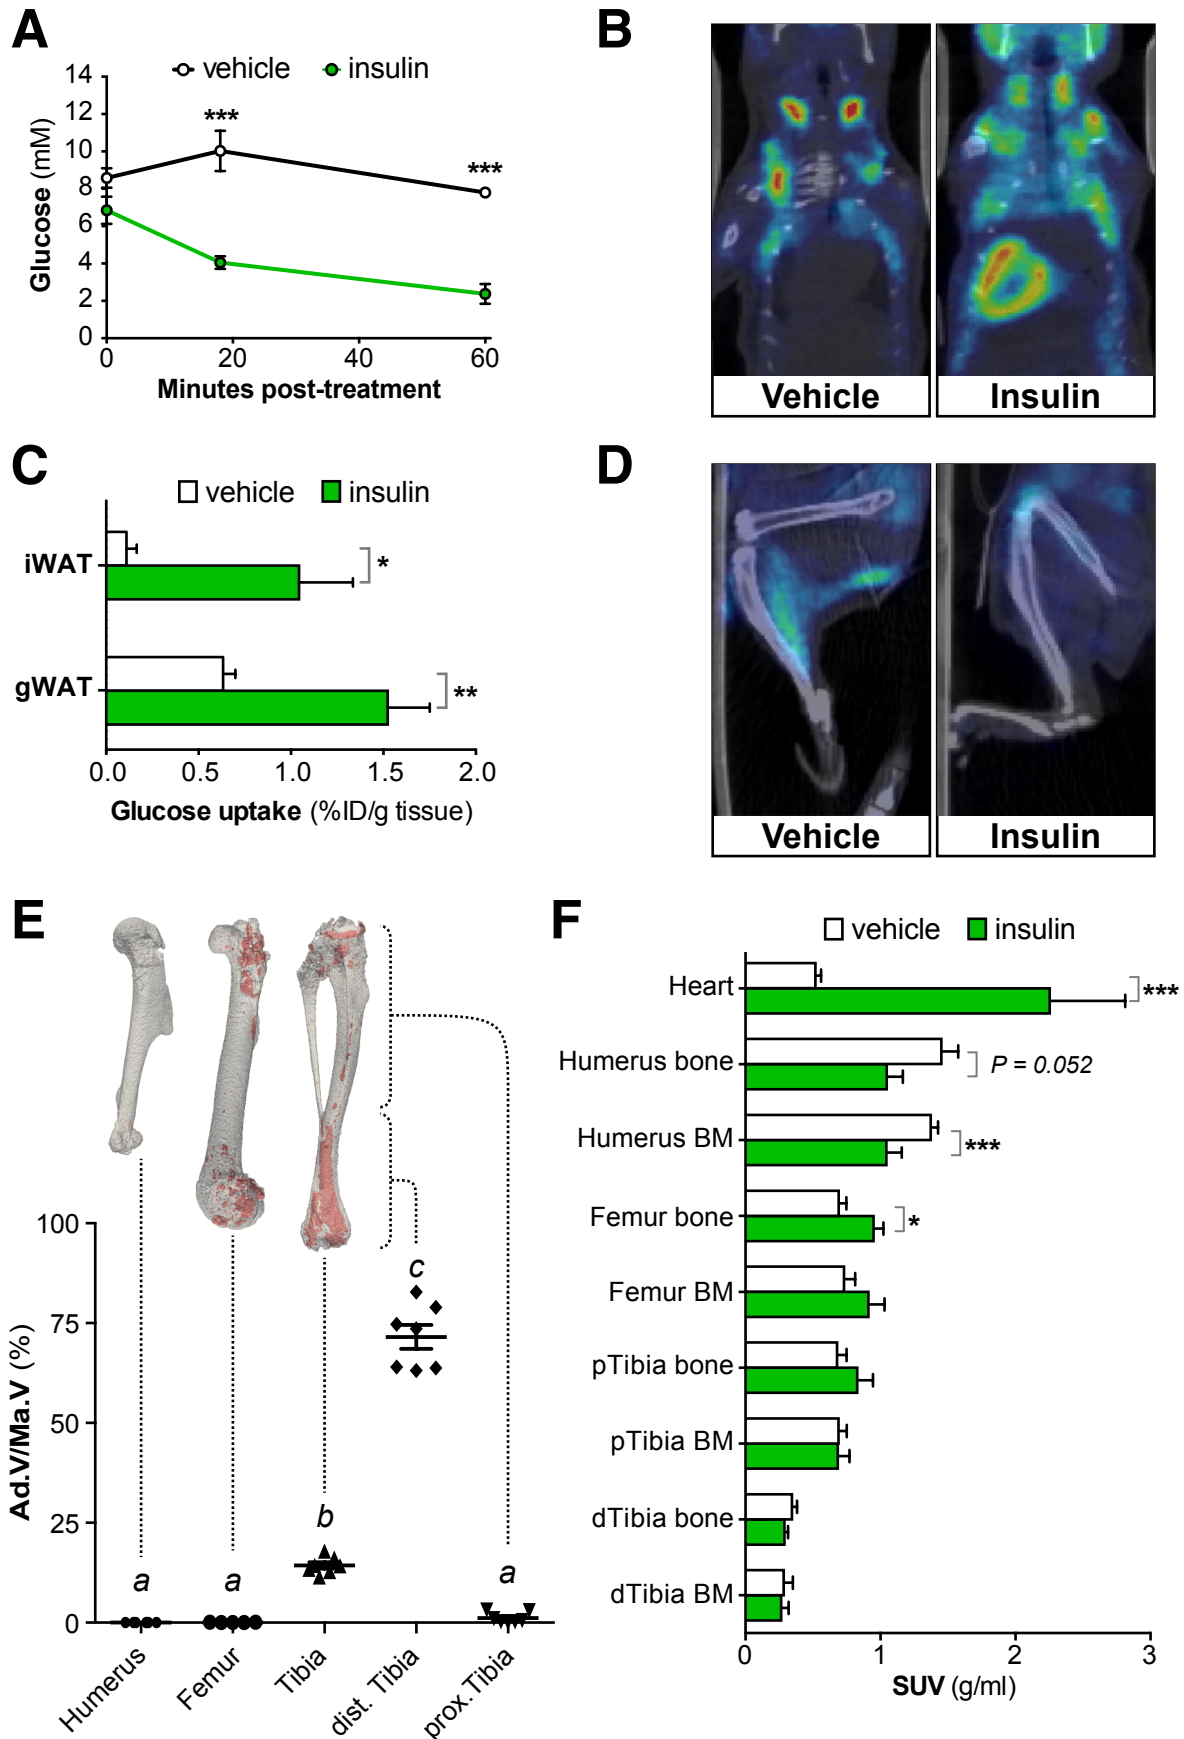 A
vehicle insulin
14
12
10
8
6
4
2
0
Glucose (mM)
***
***
0 20 40 60
Minutes post-treatment
B
Vehicle Insulin
C
vehicle insulin
iWAT
*
gWAT
**
0.0 0.5 1.0 1.5 2.0
Glucose uptake (%ID/g tissue)
D
Vehicle Insulin
E
100
75
50
25
0
Ad.V/Ma.V (%)
a
a
b
c
a
Humerus
Femur
Tibia
dist. Tibia
prox.Tibia
F
vehicle insulin
Heart
***
Humerus bone
P = 0.052
Humerus BM
***
Femur bone
*
Femur BM
pTibia bone
pTibia BM
dTibia bone
dTibia BM
0 1 2 3
SUV (g/ml)